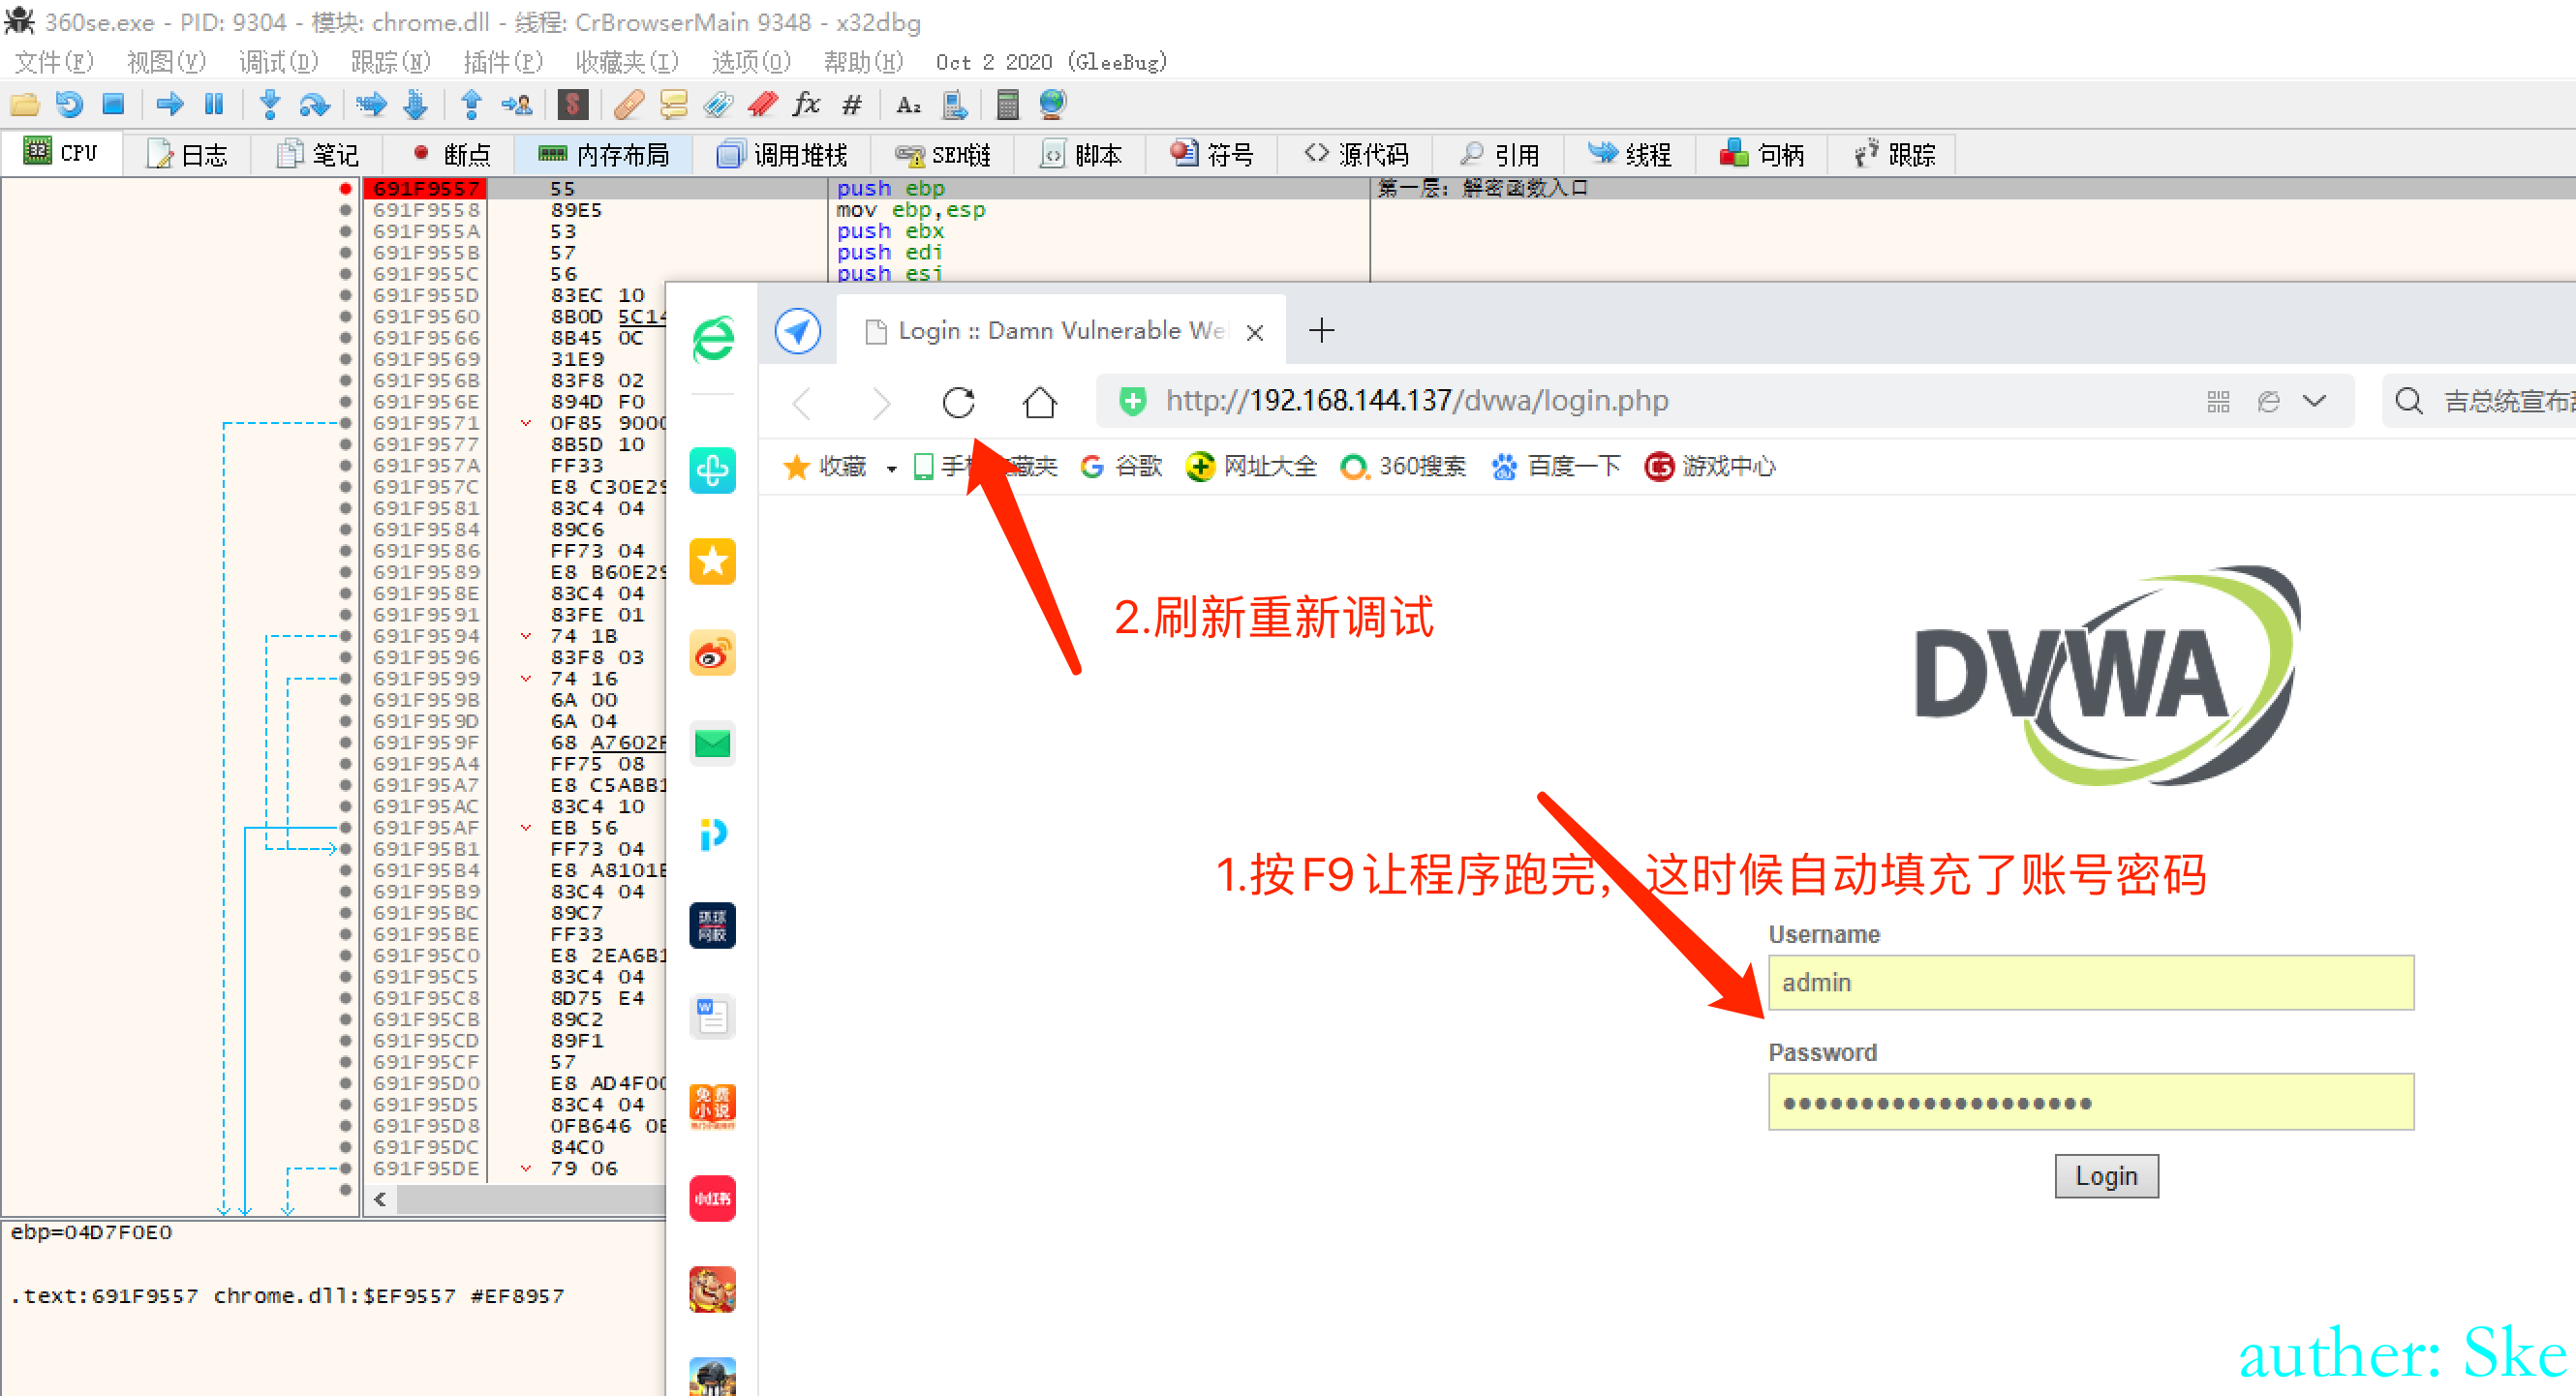 360se.exe - PID: 9304 - 模块: chrome.dll - 线程: CrBrowserMain 9348 - x32dbg
文件(F) 视图(V) 调试(D) 跟踪(N) 插件(P) 收藏夹(I) 选项(O) 帮助(H) Oct 2 2020 (GleeBug)
CPU 日志 笔记 断点 内存布局 调用堆栈 SEH链 脚本 符号 源代码 引用 线程 句柄 跟踪
691F9557 55 push ebp 第一层: 解密函数入口
691F9558 89E5 mov ebp,esp
691F955A 53 push ebx
691F955B 57 push edi
691F955C 56 push esi
691F955D 83EC 10
691F9560 8B0D 5C14
691F9566 8B45 0C
691F9569 31E9
691F956B 83F8 02
691F956E 894D F0
691F9571 0F85 9000
691F9577 8B5D 10
691F957A FF33
691F957C E8 C30E29
691F9581 83C4 04
691F9584 89C6
691F9586 FF73 04
691F9589 E8 B60E29
691F958E 83C4 04
691F9591 83FE 01
691F9594 74 1B
691F9596 83F8 03
691F9599 74 16
691F959B 6A 00
691F959D 6A 04
691F959F 68 A7602F
691F95A4 FF75 08
691F95A7 E8 C5ABB1
691F95AC 83C4 10
691F95AF EB 56
691F95B1 FF73 04
691F95B4 E8 A8101E
691F95B9 83C4 04
691F95BC 89C7
691F95BE FF33
691F95C0 E8 2EA6B1
691F95C5 83C4 04
691F95C8 8D75 E4
691F95CB 89C2
691F95CD 89F1
691F95CF 57
691F95D0 E8 AD4F00
691F95D5 83C4 04
691F95D8 0FB646 0B
691F95DC 84C0
691F95DE 79 06
ebp=04D7F0E0
.text:691F9557 chrome.dll:$EF9557 #EF8957
Login :: Damn Vulnerable We
http://192.168.144.137/dvwa/login.php
吉总统宣布
收藏 手 藏夹 谷歌 网址大全 360搜索 百度一下 游戏中心
2.刷新重新调试
DVWA
1.按F9让程序跑完，这时候自动填充了账号密码
Username
admin
Password
Login
环球
网校
免费
小说
小红书
auther: Ske